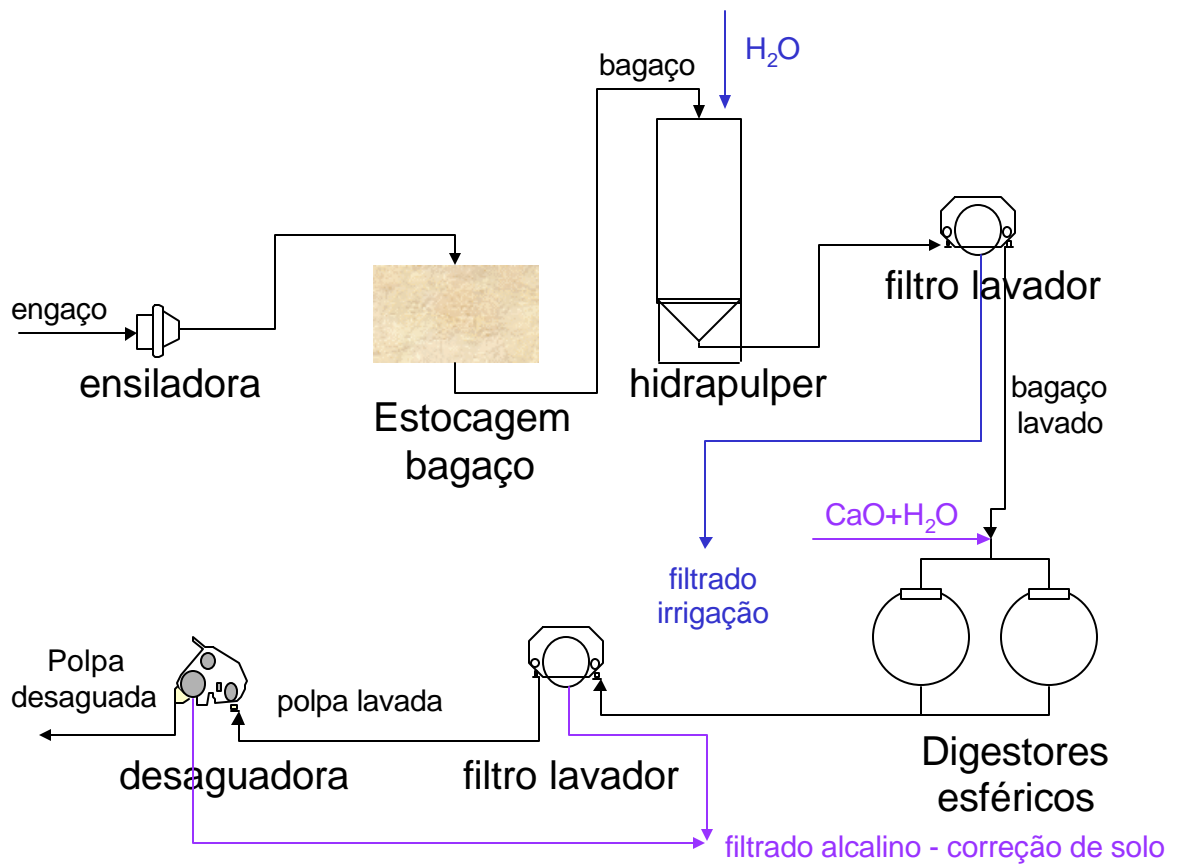 H₂O
bagaço
engaço
ensiladora
Estocagem
bagaço
hidrapulper
filtro lavador
bagaço
lavado
CaO+H₂O
filtrado
irrigação
Digestores
esféricos
filtro lavador
polpa lavada
desaguadora
Polpa
desaguada
filtrado alcalino - correção de solo